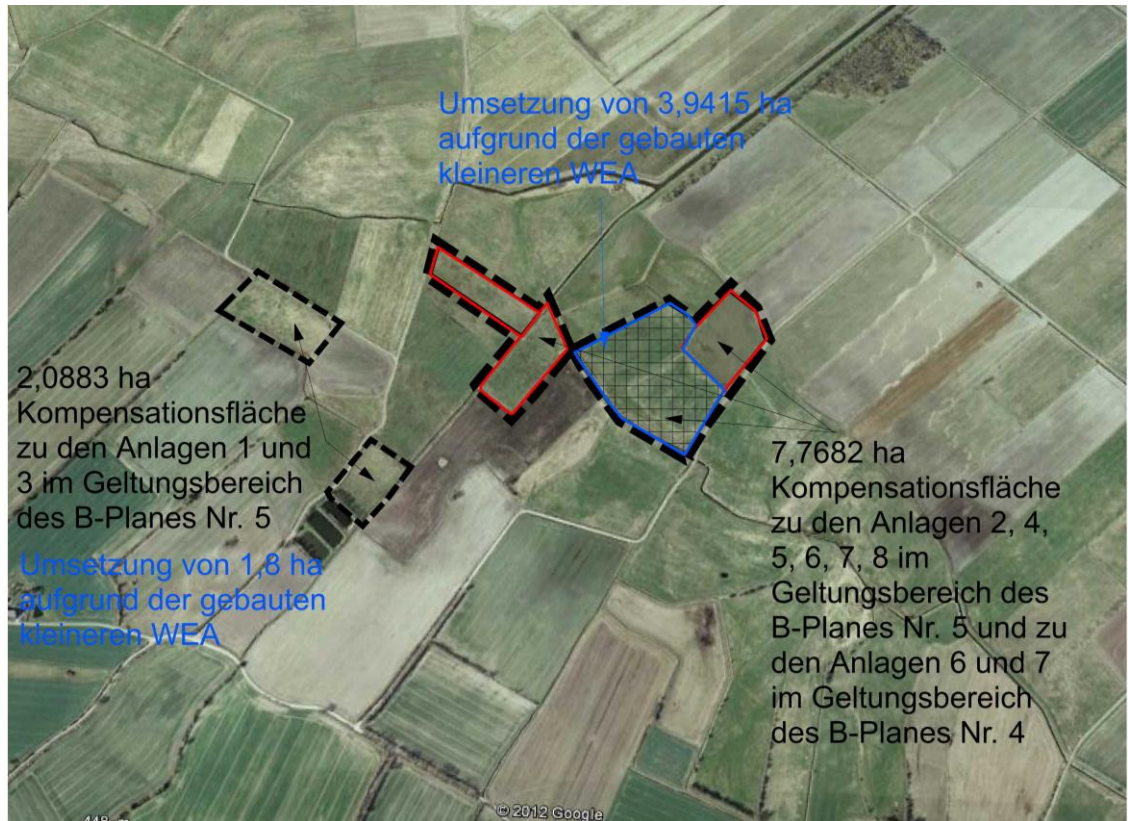 Umsetzung von 3,9415 ha
aufgrund der gebauten
kleineren WEA
2,0883 ha
Kompensationsfläche
zu den Anlagen 1 und
3 im Geltungsbereich
des B-Planes Nr. 5
Umsetzung von 1,8 ha
aufgrund der gebauten
kleineren WEA
7,7682 ha
Kompensationsfläche
zu den Anlagen 2, 4,
5, 6, 7, 8 im
Geltungsbereich des
B-Planes Nr. 5 und zu
den Anlagen 6 und 7
im Geltungsbereich
des B-Planes Nr. 4
© 2012 Google